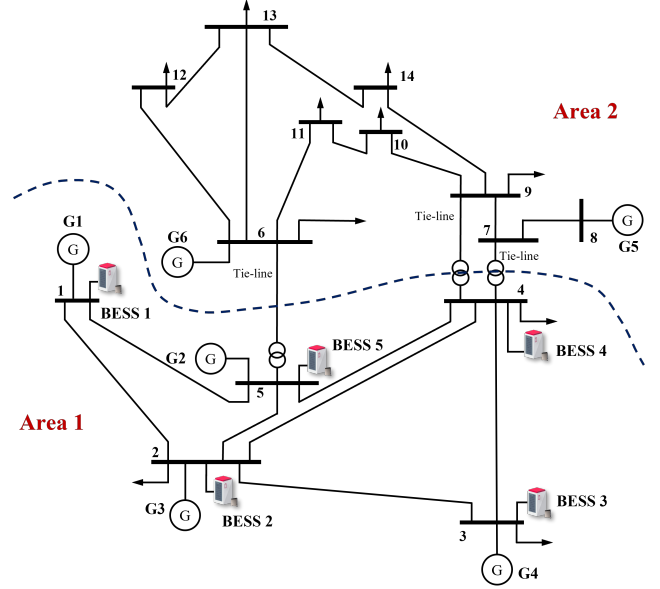 13
12
14
11
10
Area 2
9
Tie-line
G1
G
G6
G
6
7
8
G
G5
Tie-line
Tie-line
1
BESS 1
4
G2
G
BESS 5
BESS 4
5
Area 1
2
G3
G
BESS 2
BESS 3
3
G
G4